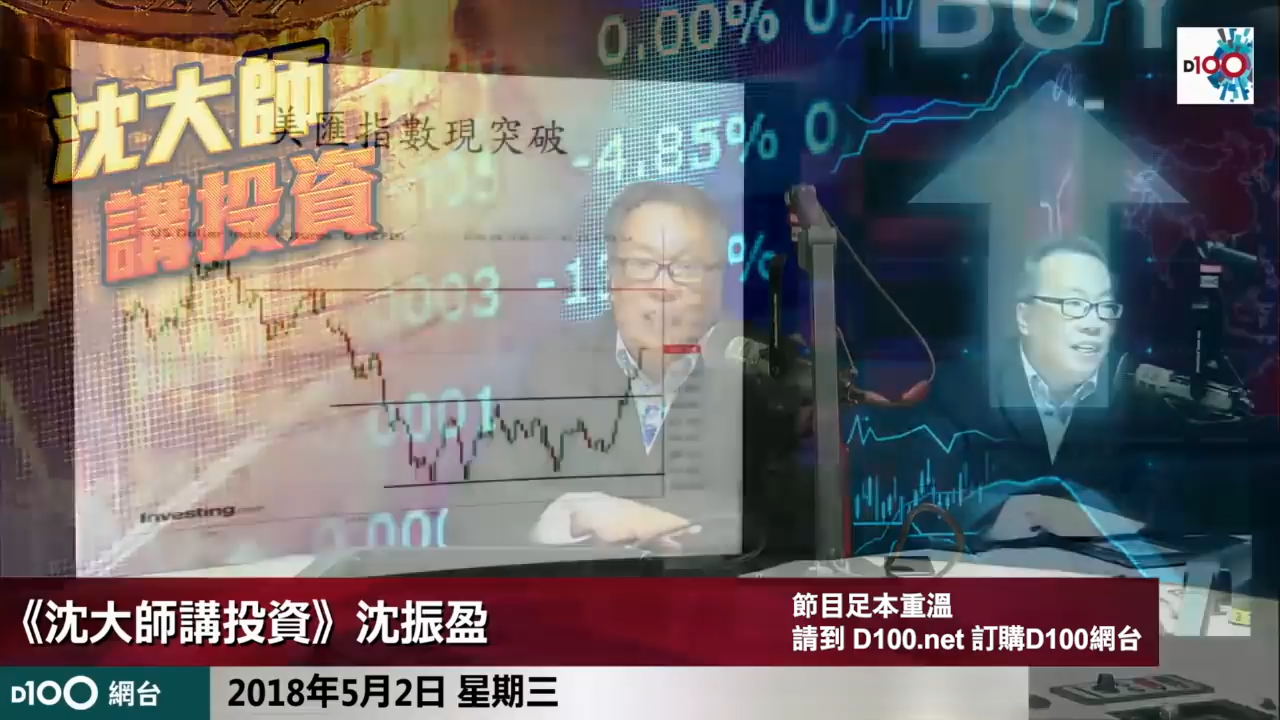 0.00%
BUY
D100
沈大師
講投資
美匯指數現突破
-4.85%
0003
0001
Investing
《沈大師講投資》 沈振盈
節目足本重溫
請到 D100.net 訂購D100網台
D100 網台
2018年5月2日 星期三